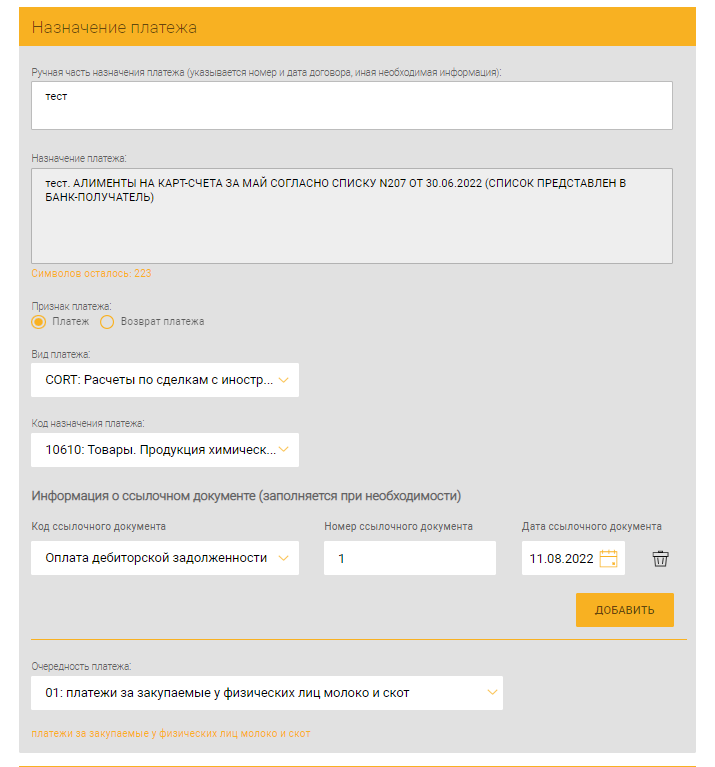 Назначение платежа
Ручная часть назначения платежа (указывается номер и дата договора, иная необходимая информация):
тест
Назначение платежа:
тест. АЛИМЕНТЫ НА КАРТ-СЧЕТА ЗА МАЙ СОГЛАСНО СПИСКУ N207 ОТ 30.06.2022 (СПИСОК ПРЕДСТАВЛЕН В
БАНК-ПОЛУЧАТЕЛЬ)
Символов осталось: 223
Признак платежа:
Платеж Возврат платежа
Вид платежа:
CORT: Расчеты по сделкам с иностр...
Код назначения платежа:
10610: Товары. Продукция химическ...
Информация о ссылочном документе (заполняется при необходимости)
Код ссылочного документа Номер ссылочного документа Дата ссылочного документа
Оплата дебиторской задолженности 1 11.08.2022
ДОБАВИТЬ
Очередность платежа:
01: платежи за закупаемые у физических лиц молоко и скот
платежи за закупаемые у физических лиц молоко и скот